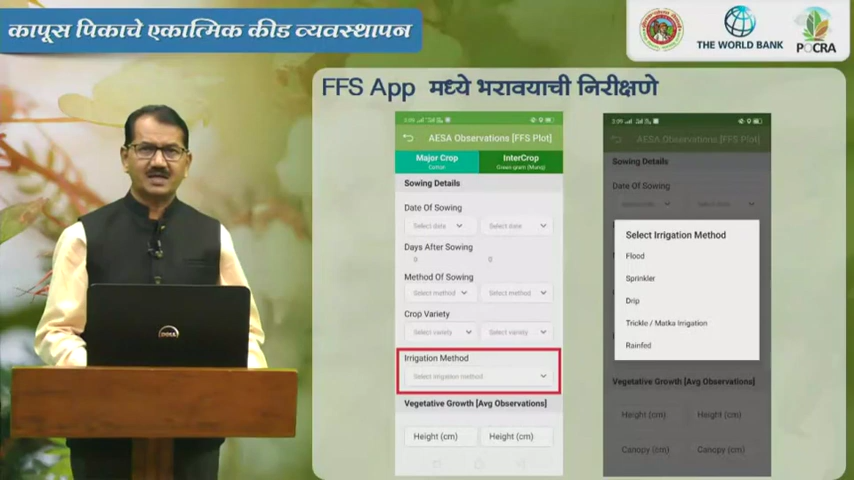 कापूस पिकाचे एकात्मिक कीड व्यवस्थापन
THE WORLD BANK
POCRA
FFS App मध्ये भरावयाची निरीक्षणे
AESA Observations [FFS Plot]
Major Crop
Cotton
InterCrop
Green gram (Mung)
Sowing Details
Date Of Sowing
Select date
Select date
Days After Sowing
0
0
Method Of Sowing
Select method
Select method
Crop Variety
Select variety
Select variety
Irrigation Method
Select irrigation method
Vegetative Growth [Avg Observations]
Height (cm)
Height (cm)
AESA Observations [FFS Plot]
Sowing Details
Date Of Sowing
Select Irrigation Method
Flood
Sprinkler
Drip
Trickle / Matka Irrigation
Rainfed
Vegetative Growth [Avg Observations]
Height (cm)
Height (cm)
Canopy (cm)
Canopy (cm)
DELL